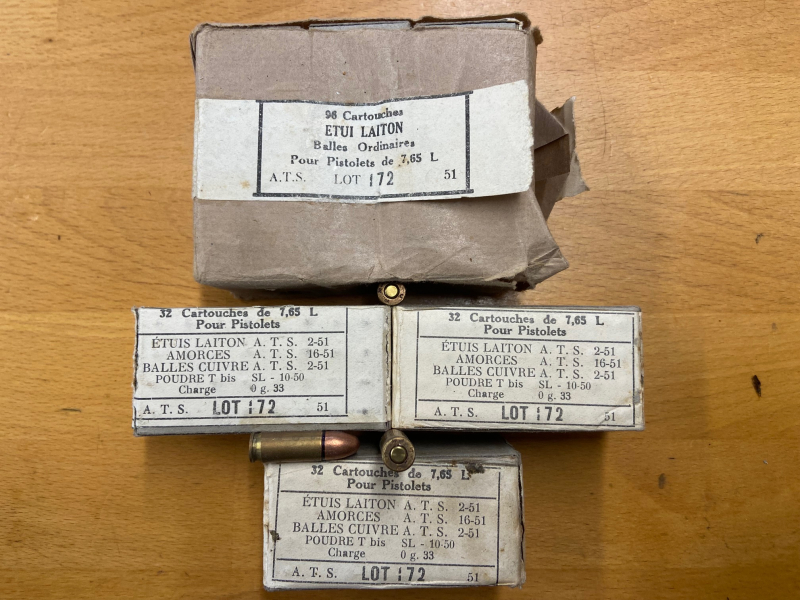 96 Cartouches
ETUI LAITON
Balles Ordinaires
Pour Pistolets de 7,65 L
A.T.S. LOT 172 51
32 Cartouches de 7,65 L
Pour Pistolets
ÉTUIS LAITON A. T. S. 2-51
AMORCES A. T. S. 16-51
BALLES CUIVRE A. T. S. 2-51
POUDRE T bis SL - 10-50
Charge 0 g. 33
A. T. S. LOT 172 51
32 Cartouches de 7,65 L
Pour Pistolets
ÉTUIS LAITON A. T. S. 2-51
AMORCES A. T. S. 16-51
BALLES CUIVRE A. T. S. 2-51
POUDRE T bis SL - 10-50
Charge 0 g. 33
A. T. S. LOT 172 51
32 Cartouches de 7,65 L
Pour Pistolets
ÉTUIS LAITON A. T. S. 2-51
AMORCES A. T. S. 16-51
BALLES CUIVRE A. T. S. 2-51
POUDRE T bis SL - 10-50
Charge 0 g. 33
A. T. S. LOT 172 51